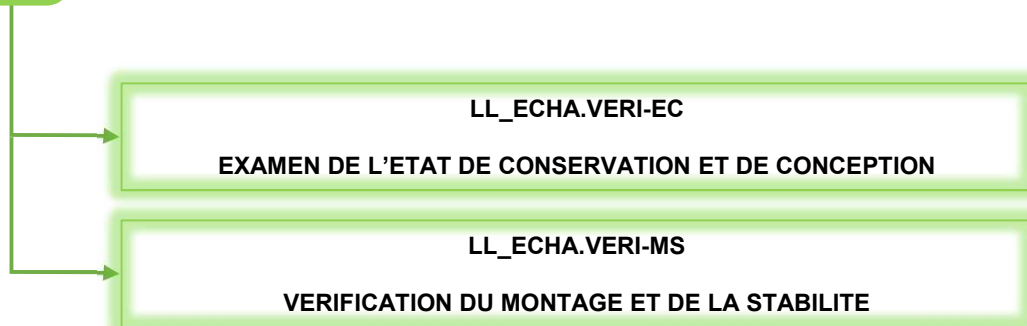 LL_ECHA.VERI-EC
EXAMEN DE L’ETAT DE CONSERVATION ET DE CONCEPTION
LL_ECHA.VERI-MS
VERIFICATION DU MONTAGE ET DE LA STABILITE